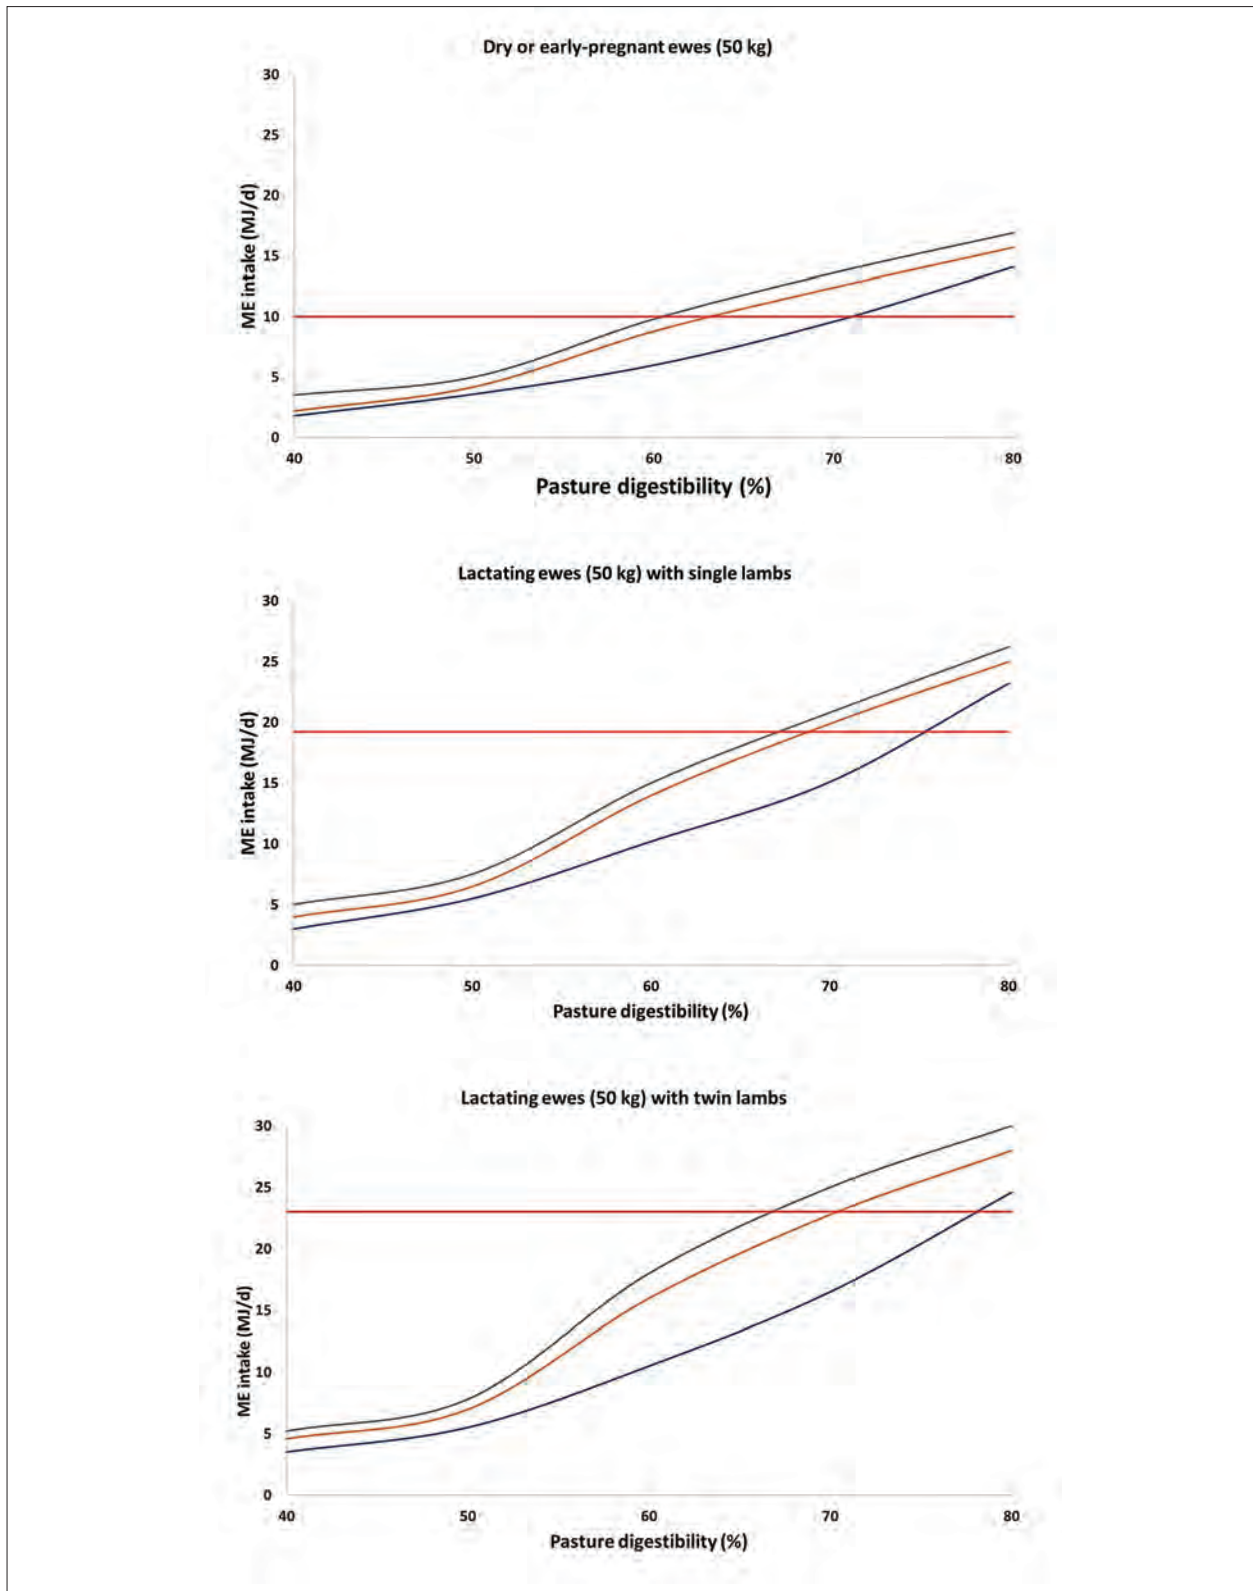 Dry or early-pregnant ewes (50 kg)
30
25
20
15
10
5
0
ME intake (MJ/d)
40 50 60 70 80
Pasture digestibility (%)
Lactating ewes (50 kg) with single lambs
30
25
20
15
10
5
0
ME intake (MJ/d)
40 50 60 70 80
Pasture digestibility (%)
Lactating ewes (50 kg) with twin lambs
30
25
20
15
10
5
0
ME intake (MJ/d)
40 50 60 70 80
Pasture digestibility (%)